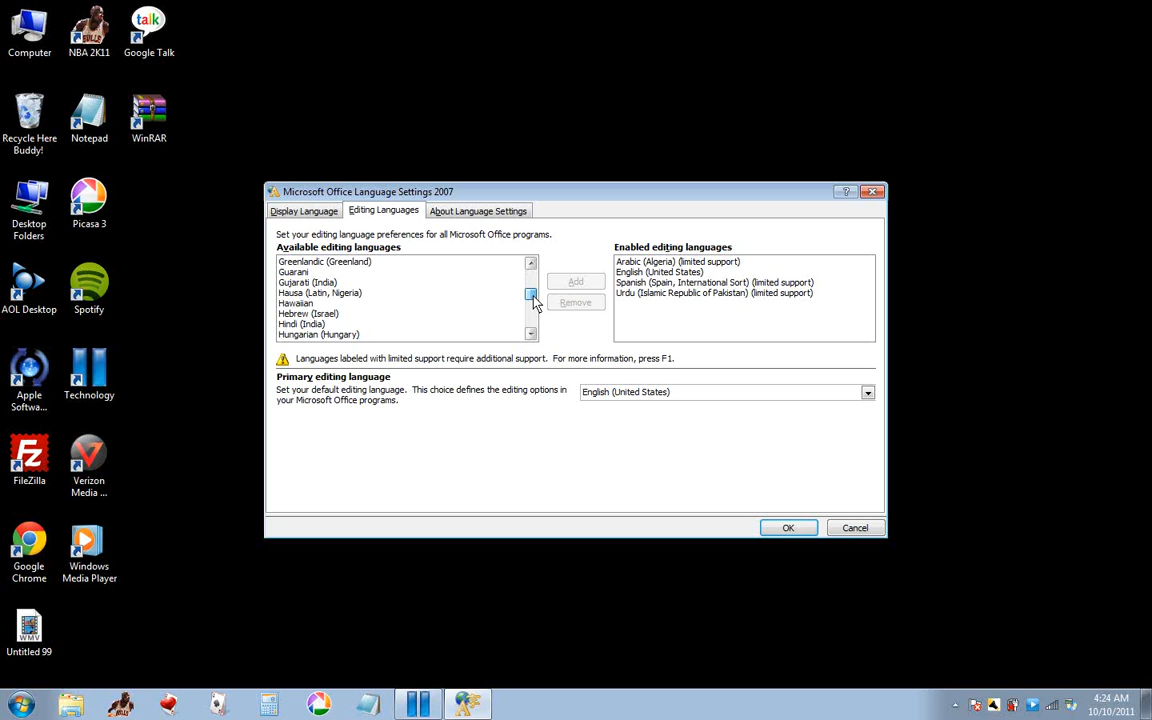 Computer
NBA 2K11
talk
Google Talk
BULLS
Recycle Here
Buddy!
Notepad
WinRAR
Desktop
Folders
Picasa 3
AOL Desktop
Spotify
Apple
Softwa...
Technology
Fz
FileZilla
Verizon
Media ...
Google
Chrome
Windows
Media Player
WMV
Untitled 99
Microsoft Office Language Settings 2007
?
Display Language
Editing Languages
About Language Settings
Set your editing language preferences for all Microsoft Office programs.
Available editing languages
Greenlandic (Greenland)
Guarani
Gujarati (India)
Hausa (Latin, Nigeria)
Hawaiian
Hebrew (Israel)
Hindi (India)
Hungarian (Hungary)
Add
Remove
Enabled editing languages
Arabic (Algeria) (limited support)
English (United States)
Spanish (Spain, International Sort) (limited support)
Urdu (Islamic Republic of Pakistan) (limited support)
Languages labeled with limited support require additional support. For more information, press F1.
Primary editing language
Set your default editing language. This choice defines the editing options in
your Microsoft Office programs.
English (United States)
OK
Cancel
4:24 AM
10/10/2011